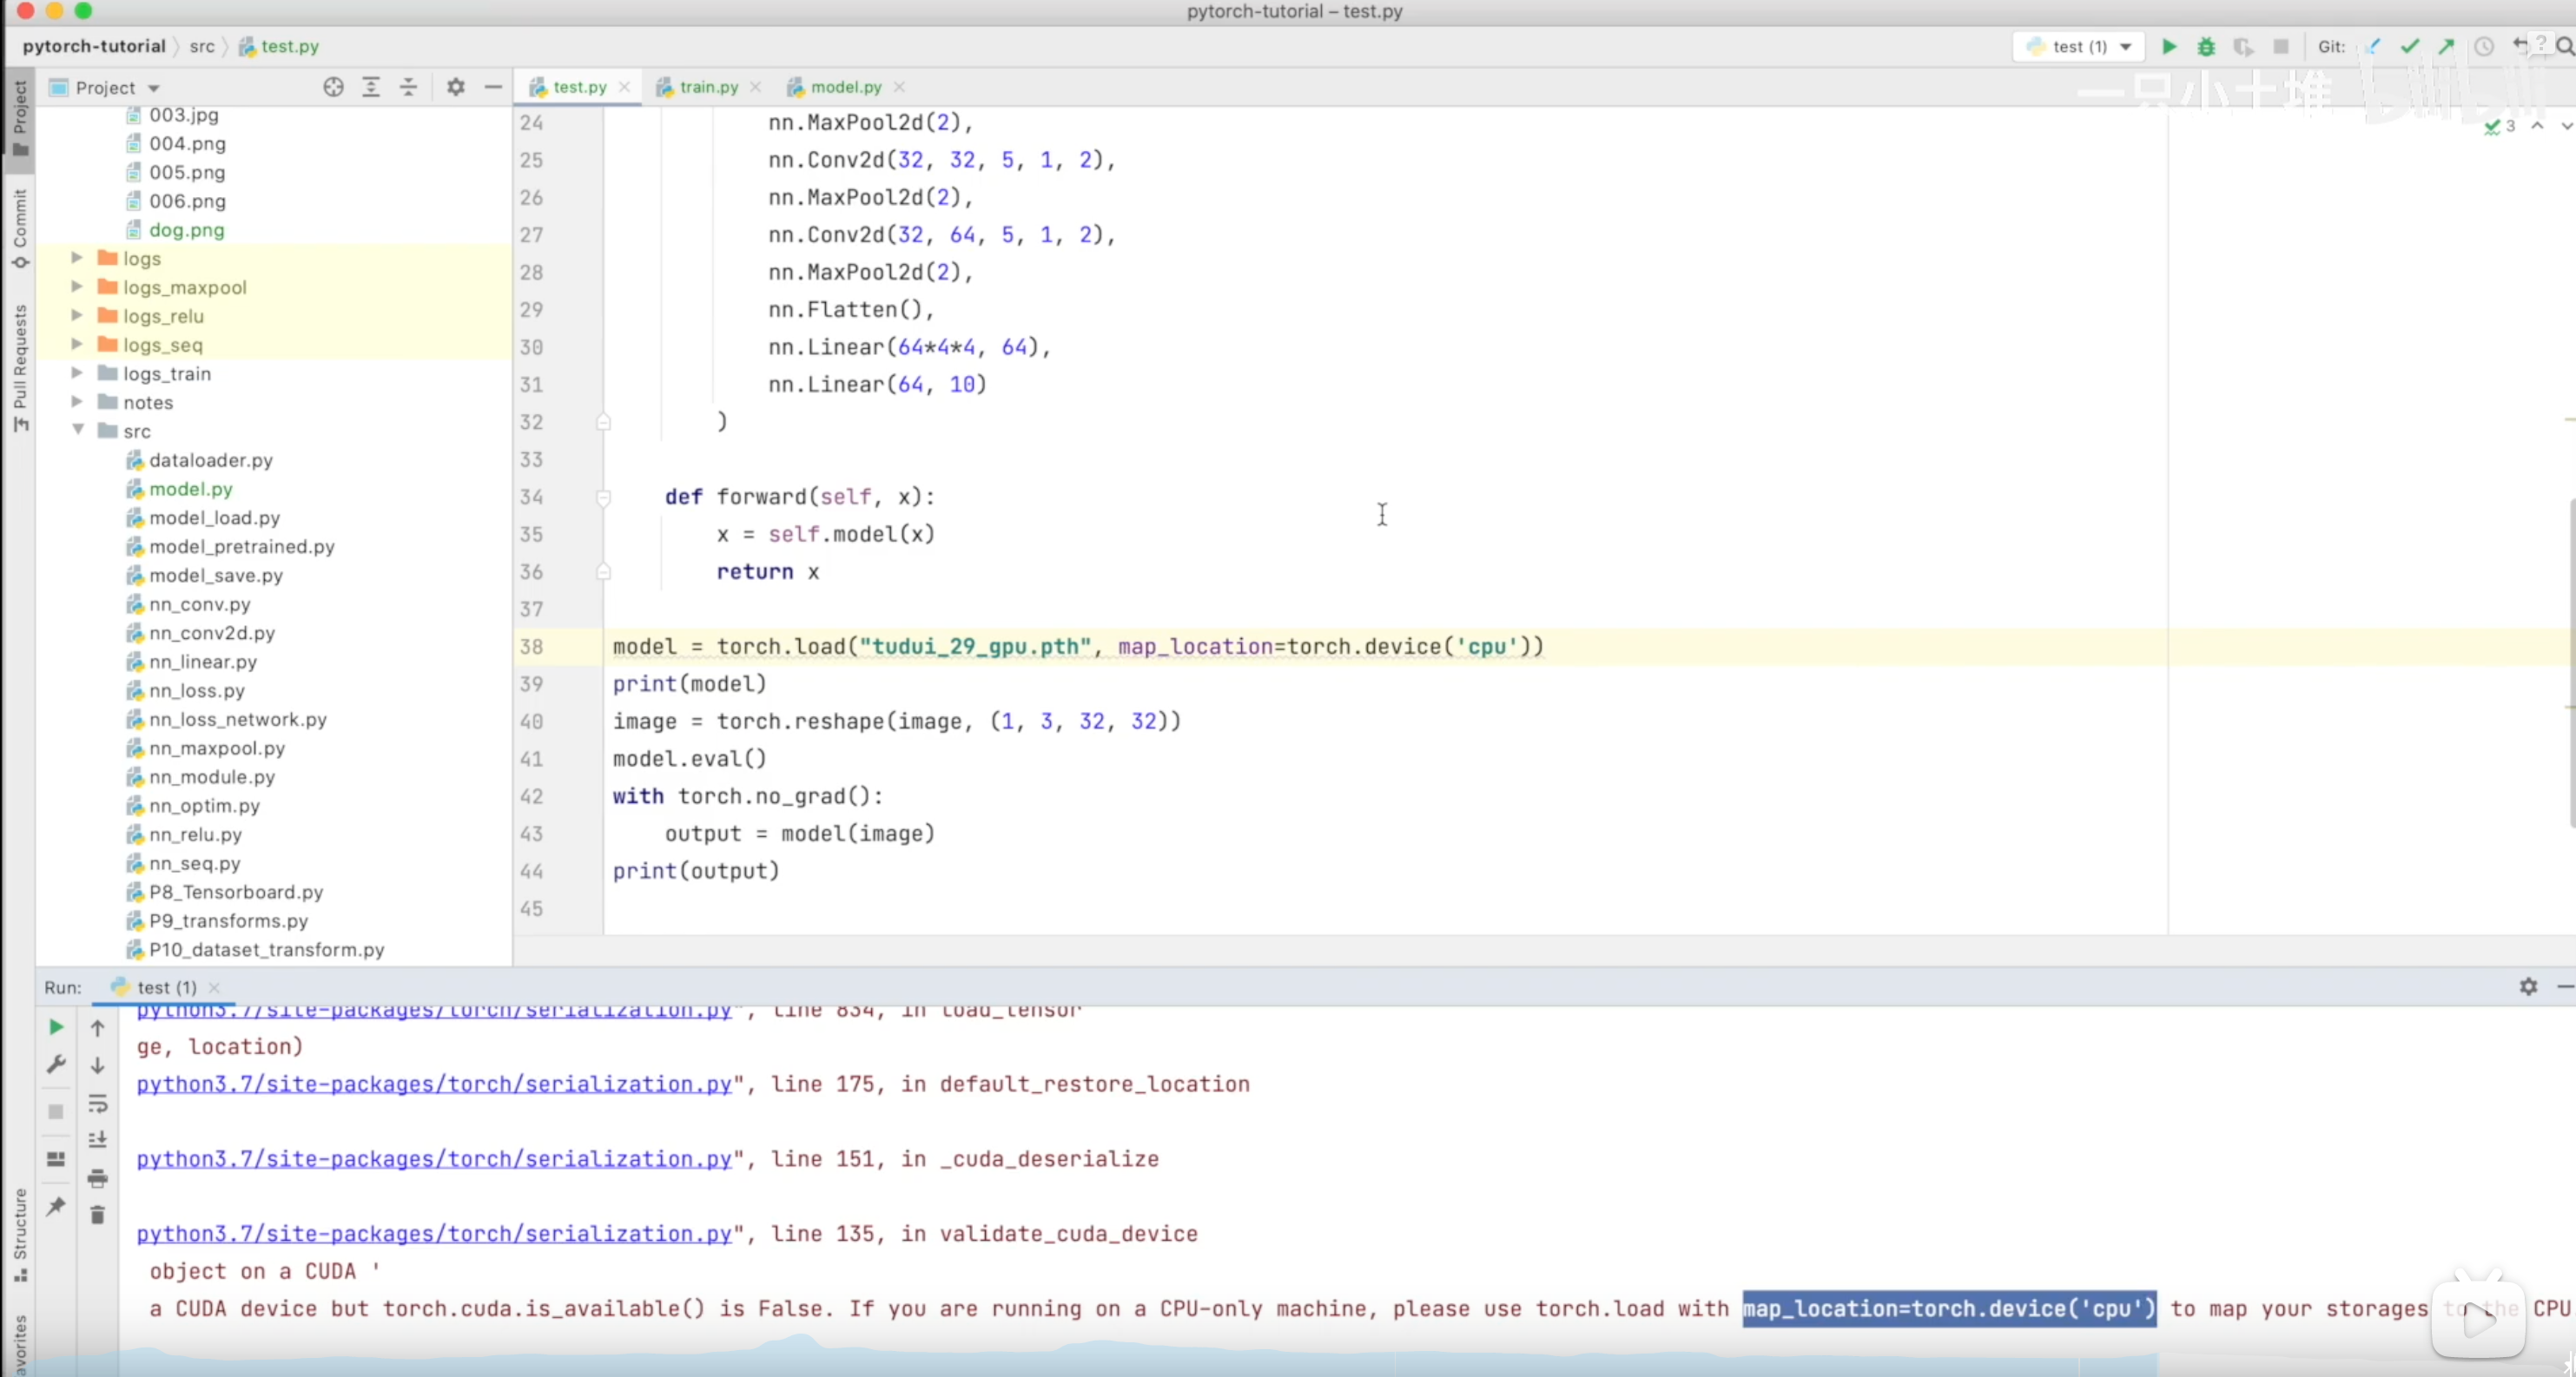 pytorch-tutorial – test.py
pytorch-tutorial src test.py
test (1) Git:
Project
test.py train.py model.py
一只小土堆 bilibili
3
Project
Commit
Pull Requests
Structure
avorites
003.jpg
004.png
005.png
006.png
dog.png
logs
logs_maxpool
logs_relu
logs_seq
logs_train
notes
src
dataloader.py
model.py
model_load.py
model_pretrained.py
model_save.py
nn_conv.py
nn_conv2d.py
nn_linear.py
nn_loss.py
nn_loss_network.py
nn_maxpool.py
nn_module.py
nn_optim.py
nn_relu.py
nn_seq.py
P8_Tensorboard.py
P9_transforms.py
P10_dataset_transform.py
24 nn.MaxPool2d(2),
25 nn.Conv2d(32, 32, 5, 1, 2),
26 nn.MaxPool2d(2),
27 nn.Conv2d(32, 64, 5, 1, 2),
28 nn.MaxPool2d(2),
29 nn.Flatten(),
30 nn.Linear(64*4*4, 64),
31 nn.Linear(64, 10)
32 )
33
34 def forward(self, x):
35 x = self.model(x)
36 return x
37
38 model = torch.load("tudui_29_gpu.pth", map_location=torch.device('cpu'))
39 print(model)
40 image = torch.reshape(image, (1, 3, 32, 32))
41 model.eval()
42 with torch.no_grad():
43 output = model(image)
44 print(output)
45
Run: test (1)
python3.7/site-packages/torch/serialization.py", line 834, in load_tensor
ge, location)
python3.7/site-packages/torch/serialization.py", line 175, in default_restore_location
python3.7/site-packages/torch/serialization.py", line 151, in _cuda_deserialize
python3.7/site-packages/torch/serialization.py", line 135, in validate_cuda_device
object on a CUDA '
a CUDA device but torch.cuda.is_available() is False. If you are running on a CPU-only machine, please use torch.load with map_location=torch.device('cpu') to map your storages to the CPU